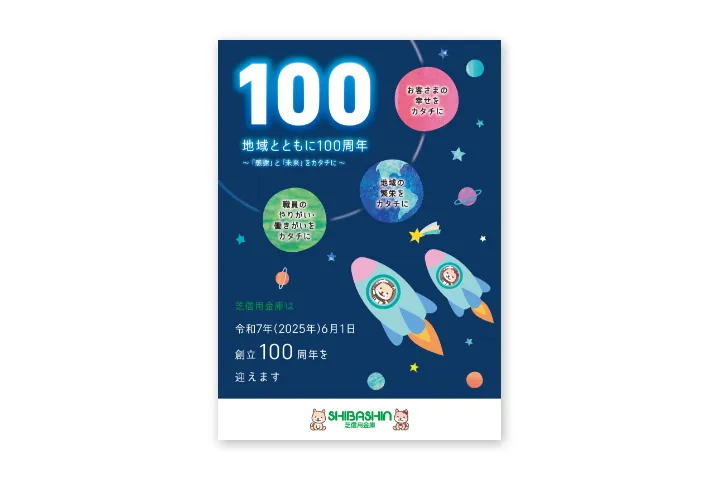 100
地域とともに100周年
～「感謝」と「未来」をカタチに～
お客さまの
幸せを
カタチに
地域の
繁栄を
カタチに
職員の
やりがい・
働きがいを
カタチに
芝信用金庫は
令和7年(2025年)6月1日
創立 100 周年を
迎えます
SHIBASHIN
芝信用金庫